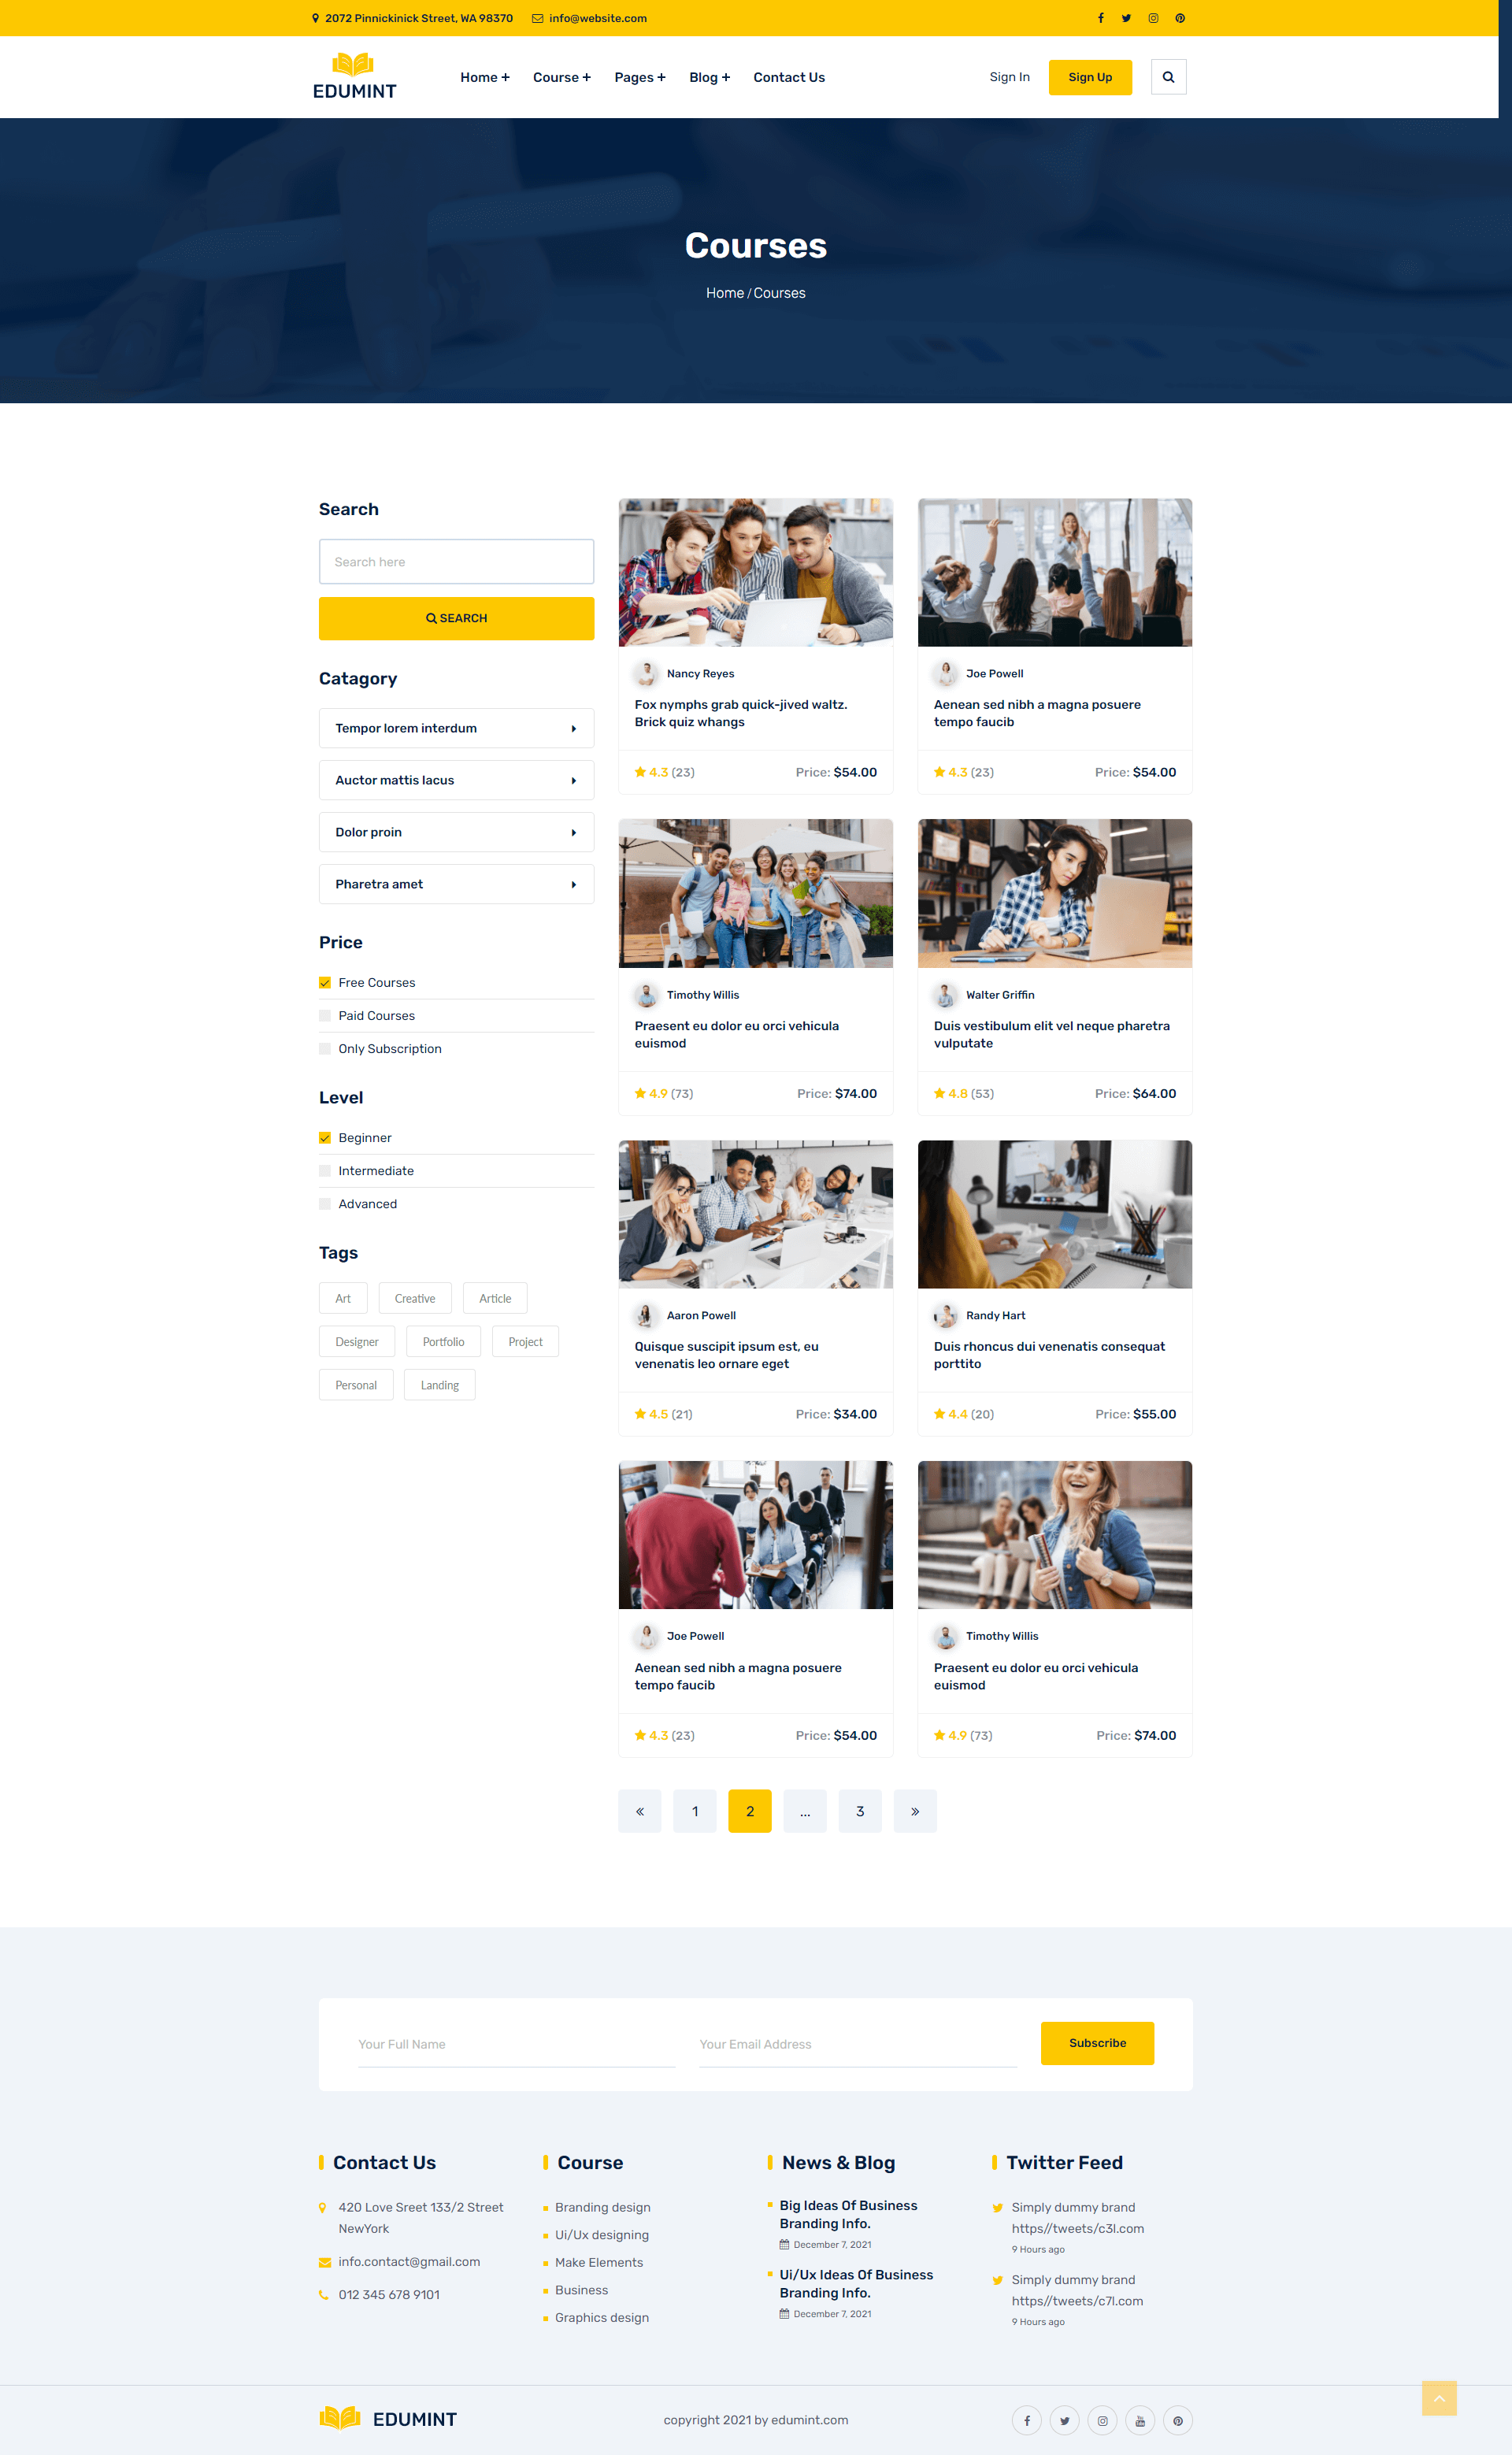 2072 Pinnickinick Street, WA 98370 info@website.com
EDUMINT
Home + Course + Pages + Blog + Contact Us Sign In Sign Up
Courses
Home / Courses
Search
Search here
SEARCH
Catagory
Tempor lorem interdum
Auctor mattis lacus
Dolor proin
Pharetra amet
Price
Free Courses
Paid Courses
Only Subscription
Level
Beginner
Intermediate
Advanced
Tags
Art Creative Article
Designer Portfolio Project
Personal Landing
Nancy Reyes
Fox nymphs grab quick-jived waltz.
Brick quiz whangs
4.3 (23) Price: $54.00
Joe Powell
Aenean sed nibh a magna posuere
tempo faucib
4.3 (23) Price: $54.00
Timothy Willis
Praesent eu dolor eu orci vehicula
euismod
4.9 (73) Price: $74.00
Walter Griffin
Duis vestibulum elit vel neque pharetra
vulputate
4.8 (53) Price: $64.00
Aaron Powell
Quisque suscipit ipsum est, eu
venenatis leo ornare eget
4.5 (21) Price: $34.00
Randy Hart
Duis rhoncus dui venenatis consequat
porttito
4.4 (20) Price: $55.00
Joe Powell
Aenean sed nibh a magna posuere
tempo faucib
4.3 (23) Price: $54.00
Timothy Willis
Praesent eu dolor eu orci vehicula
euismod
4.9 (73) Price: $74.00
« 1 2 ... 3 »
Your Full Name Your Email Address Subscribe
Contact Us
420 Love Sreet 133/2 Street
NewYork
info.contact@gmail.com
012 345 678 9101
Course
Branding design
Ui/Ux designing
Make Elements
Business
Graphics design
News & Blog
Big Ideas Of Business
Branding Info.
December 7, 2021
Ui/Ux Ideas Of Business
Branding Info.
December 7, 2021
Twitter Feed
Simply dummy brand
https//tweets/c3l.com
9 Hours ago
Simply dummy brand
https//tweets/c7l.com
9 Hours ago
EDUMINT
copyright 2021 by edumint.com